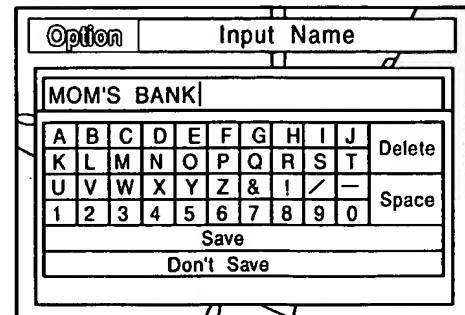 Option Input Name
MOM'S BANK
A B C D E F G H I J Delete
K L M N O P Q R S T
U V W X Y Z & ! / — Space
1 2 3 4 5 6 7 8 9 0
Save
Don't Save